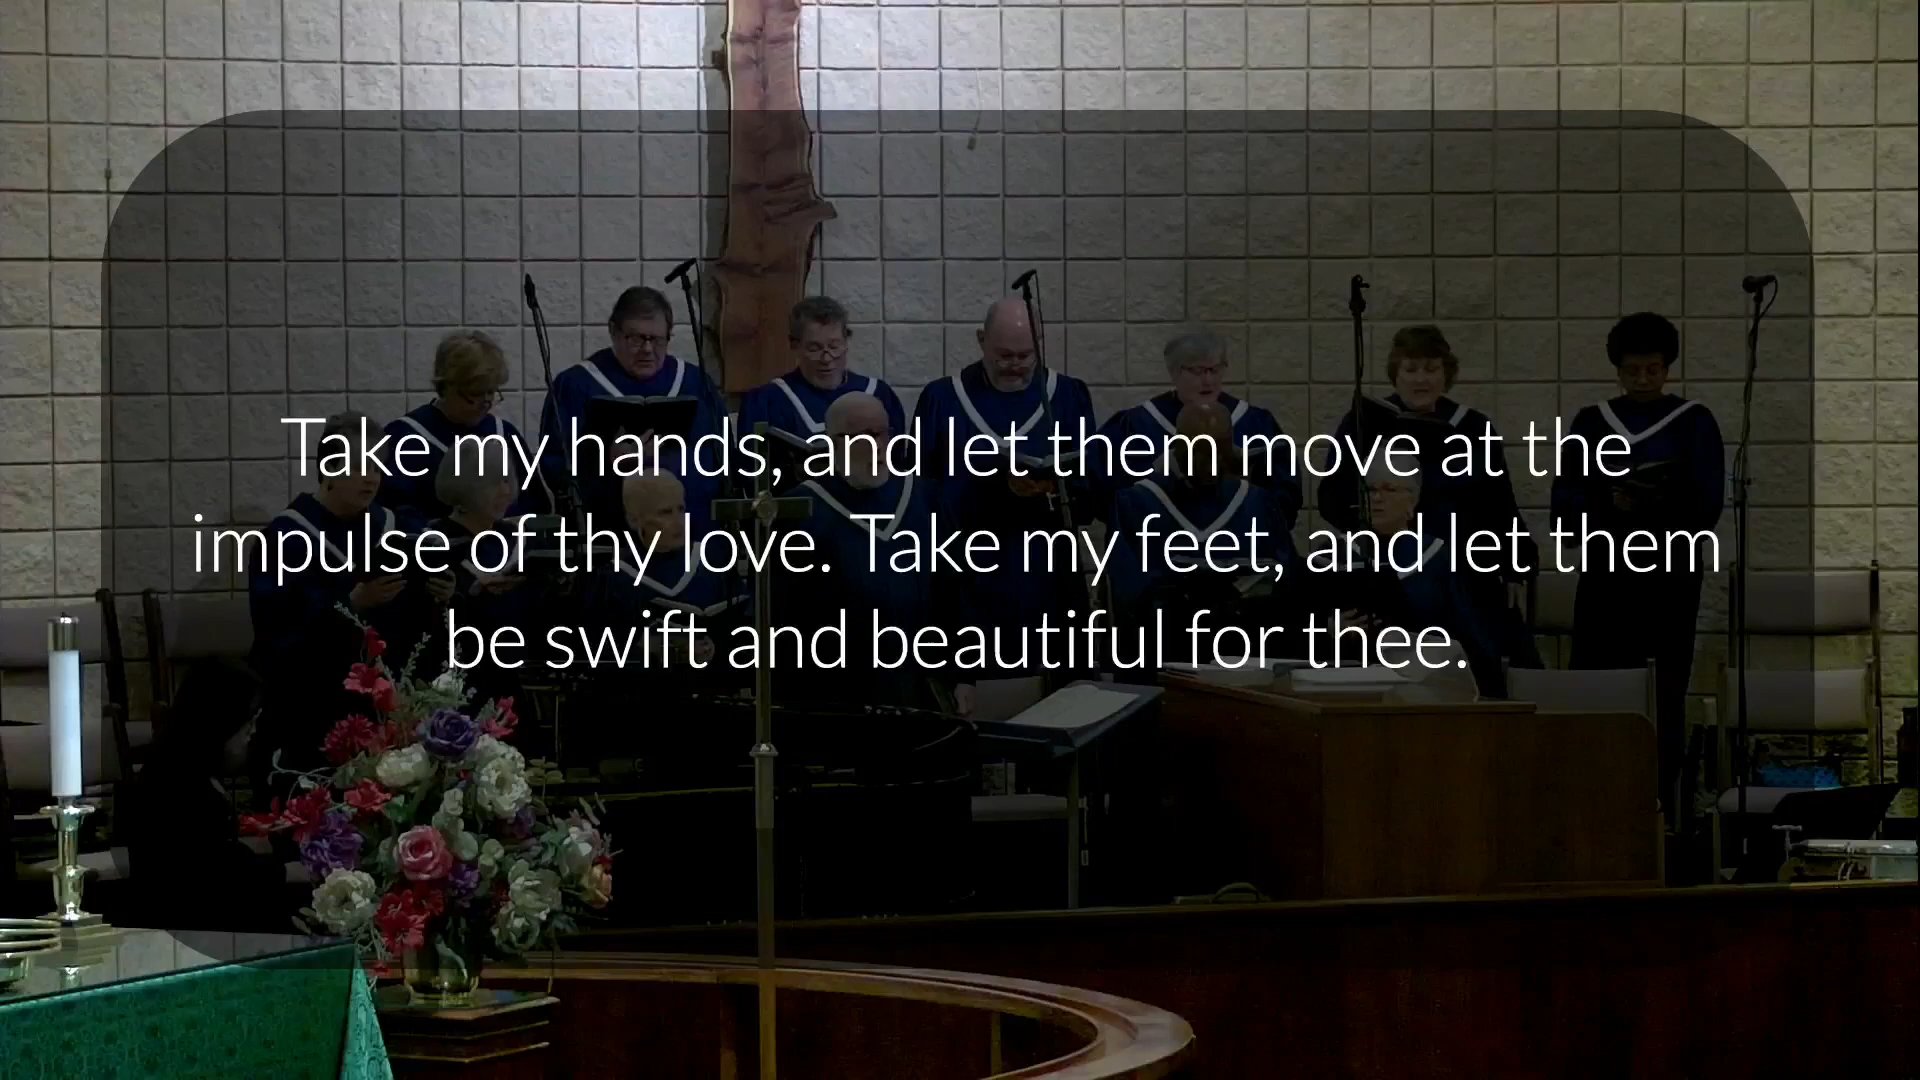 Take my hands, and let them move at the
impulse of thy love. Take my feet, and let them
be swift and beautiful for thee.